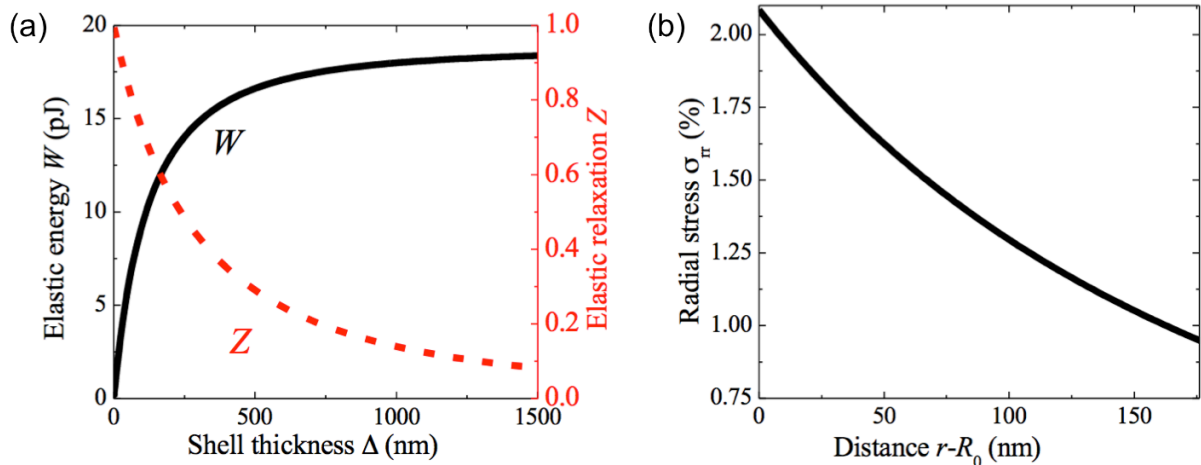 (a)
Elastic energy W (pJ)
20
15
10
5
0
W
Z
0
500
1000
1500
Shell thickness Δ (nm)
1.0
0.8
0.6
0.4
0.2
0.0
Elastic relaxation Z
(b)
Radial stress σrr (%)
2.00
1.75
1.50
1.25
1.00
0.75
0
50
100
150
Distance r-R0 (nm)